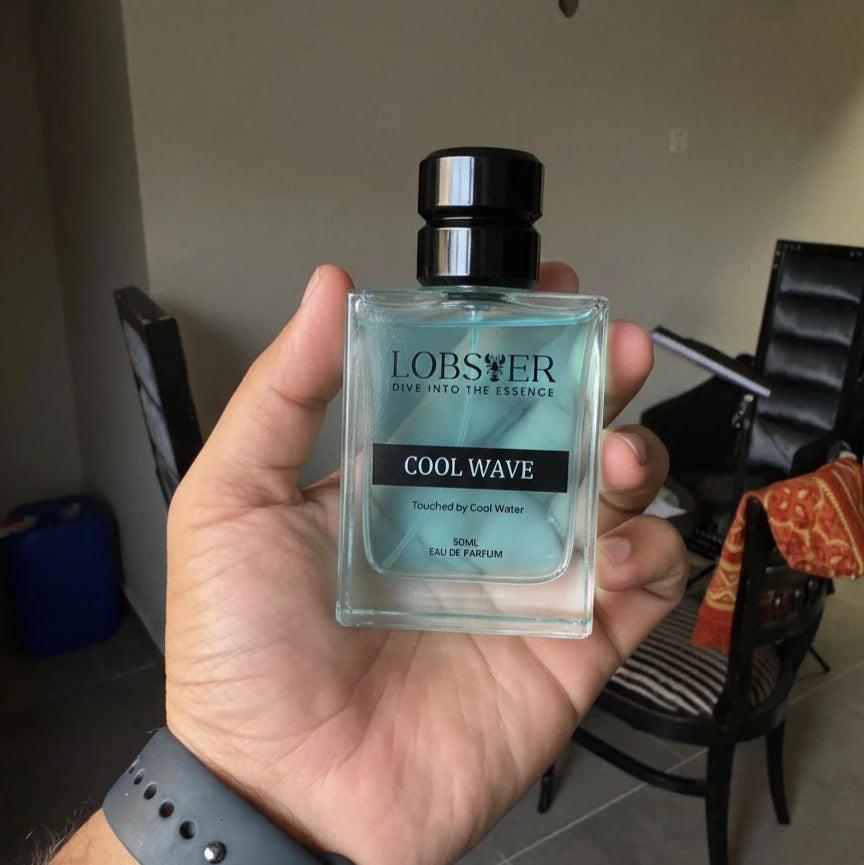 LOBSTER
DIVE INTO THE ESSENCE
COOL WAVE
Touched by Cool Water
50ML
EAU DE PARFUM